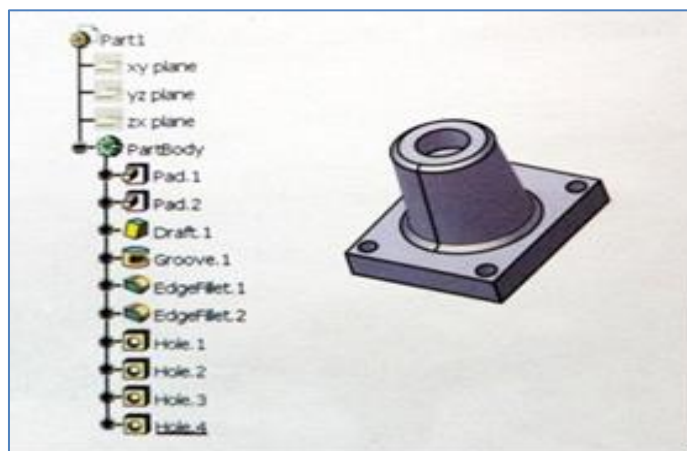 Part1
xy plane
yz plane
zx plane
PartBody
Pad.1
Pad.2
Draft.1
Groove.1
EdgeFillet.1
EdgeFillet.2
Hole.1
Hole.2
Hole.3
Hole.4